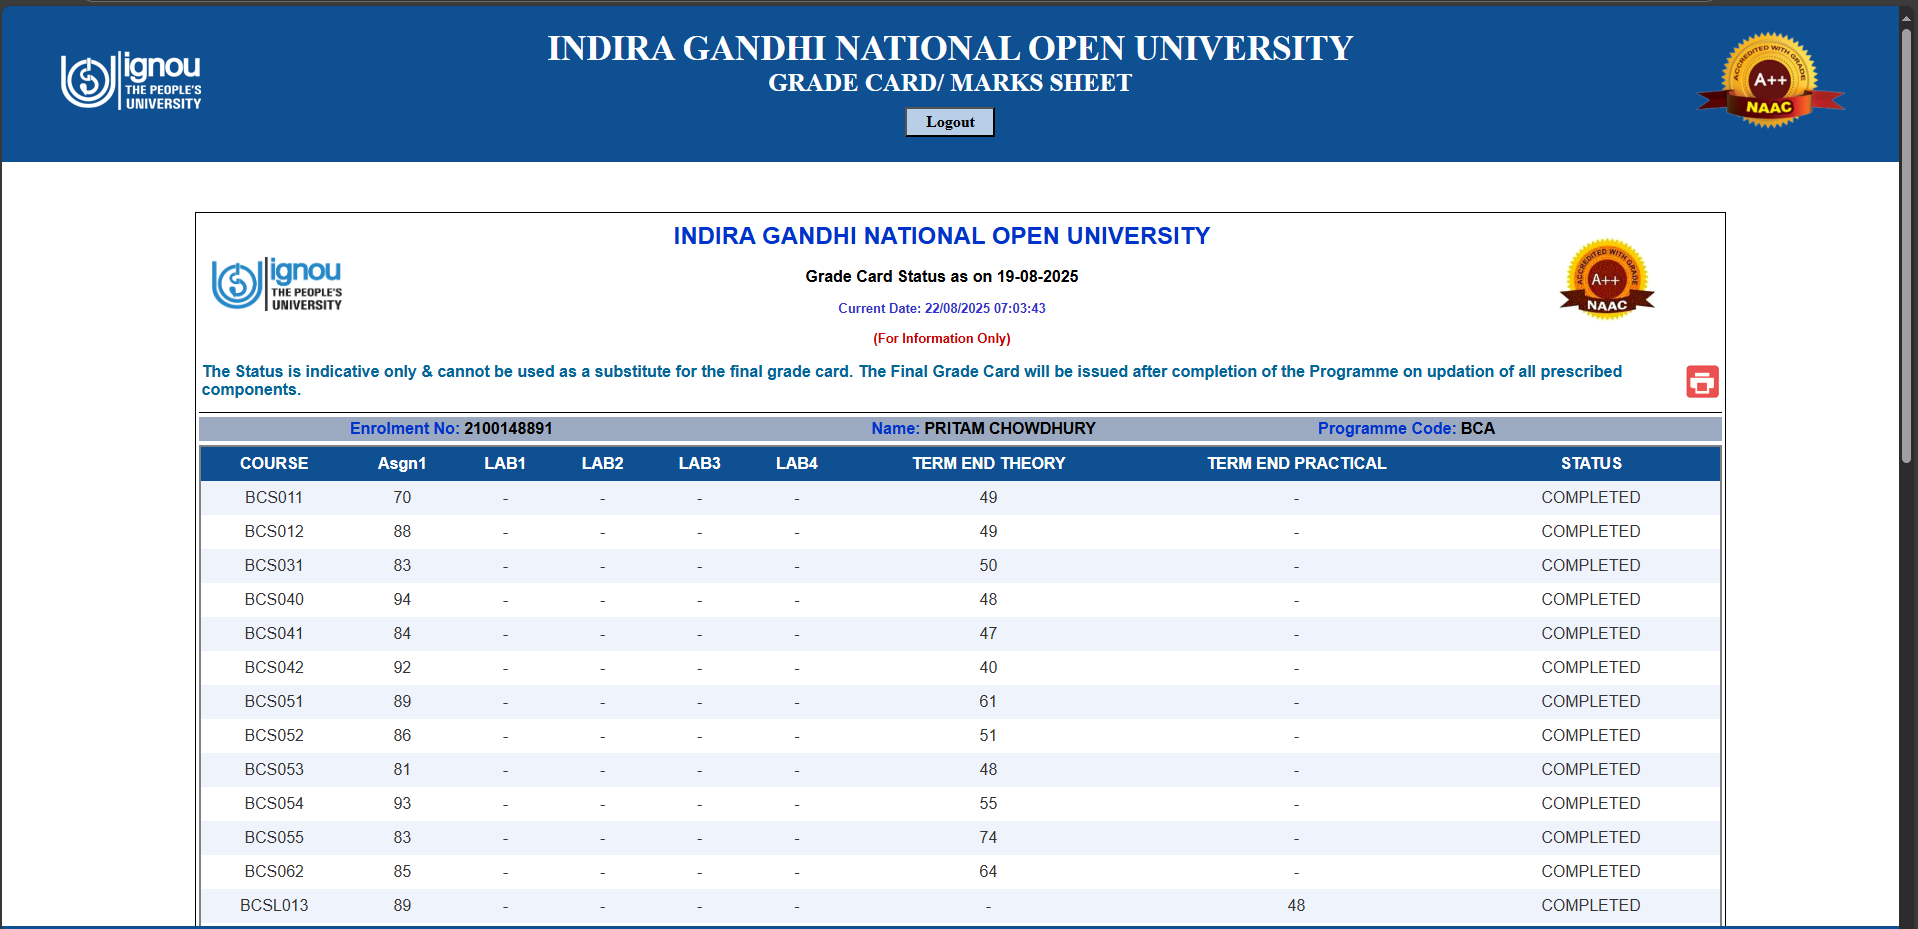 ignou
THE PEOPLE'S
UNIVERSITY
INDIRA GANDHI NATIONAL OPEN UNIVERSITY
GRADE CARD/ MARKS SHEET
Logout
ACCREDITED WITH GRADE
A++
NAAC
INDIRA GANDHI NATIONAL OPEN UNIVERSITY
ignou
THE PEOPLE'S
UNIVERSITY
Grade Card Status as on 19-08-2025
Current Date: 22/08/2025 07:03:43
(For Information Only)
ACCREDITED WITH GRADE
A++
NAAC
The Status is indicative only & cannot be used as a substitute for the final grade card. The Final Grade Card will be issued after completion of the Programme on updation of all prescribed
components.
Enrolment No: 2100148891 Name: PRITAM CHOWDHURY Programme Code: BCA
COURSE Asgn1 LAB1 LAB2 LAB3 LAB4 TERM END THEORY TERM END PRACTICAL STATUS
BCS011 70 - - - - 49 - COMPLETED
BCS012 88 - - - - 49 - COMPLETED
BCS031 83 - - - - 50 - COMPLETED
BCS040 94 - - - - 48 - COMPLETED
BCS041 84 - - - - 47 - COMPLETED
BCS042 92 - - - - 40 - COMPLETED
BCS051 89 - - - - 61 - COMPLETED
BCS052 86 - - - - 51 - COMPLETED
BCS053 81 - - - - 48 - COMPLETED
BCS054 93 - - - - 55 - COMPLETED
BCS055 83 - - - - 74 - COMPLETED
BCS062 85 - - - - 64 - COMPLETED
BCSL013 89 - - - - - 48 COMPLETED